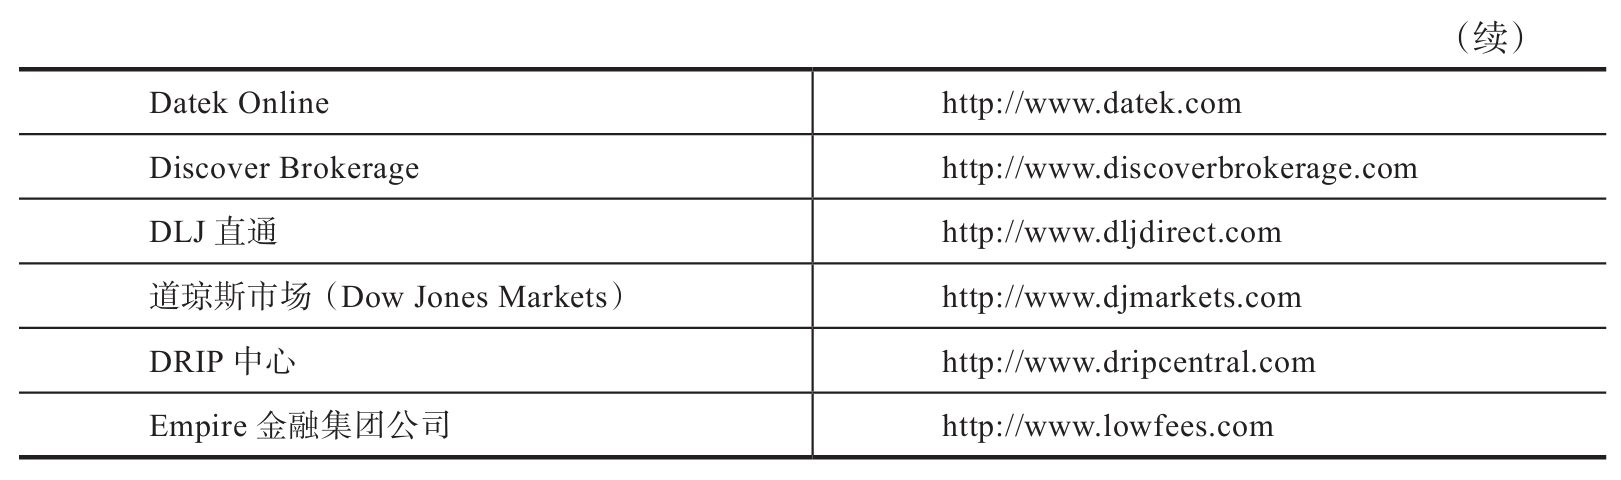 （续）
Datek Online http://www.datek.com
Discover Brokerage http://www.discoverbrokerage.com
DLJ 直通 http://www.dljdirect.com
道琼斯市场（Dow Jones Markets） http://www.djmarkets.com
DRIP 中心 http://www.dripcentral.com
Empire 金融集团公司 http://www.lowfees.com